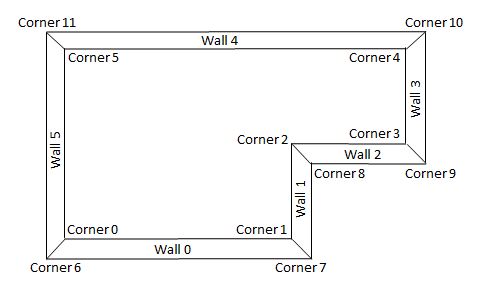 Corner 11
Corner 10
Wall 4
Corner 5
Corner 4
Wall 3
Wall 5
Corner 2
Corner 3
Wall 2
Corner 8
Corner 9
Wall 1
Corner 0
Corner 1
Wall 0
Corner 6
Corner 7